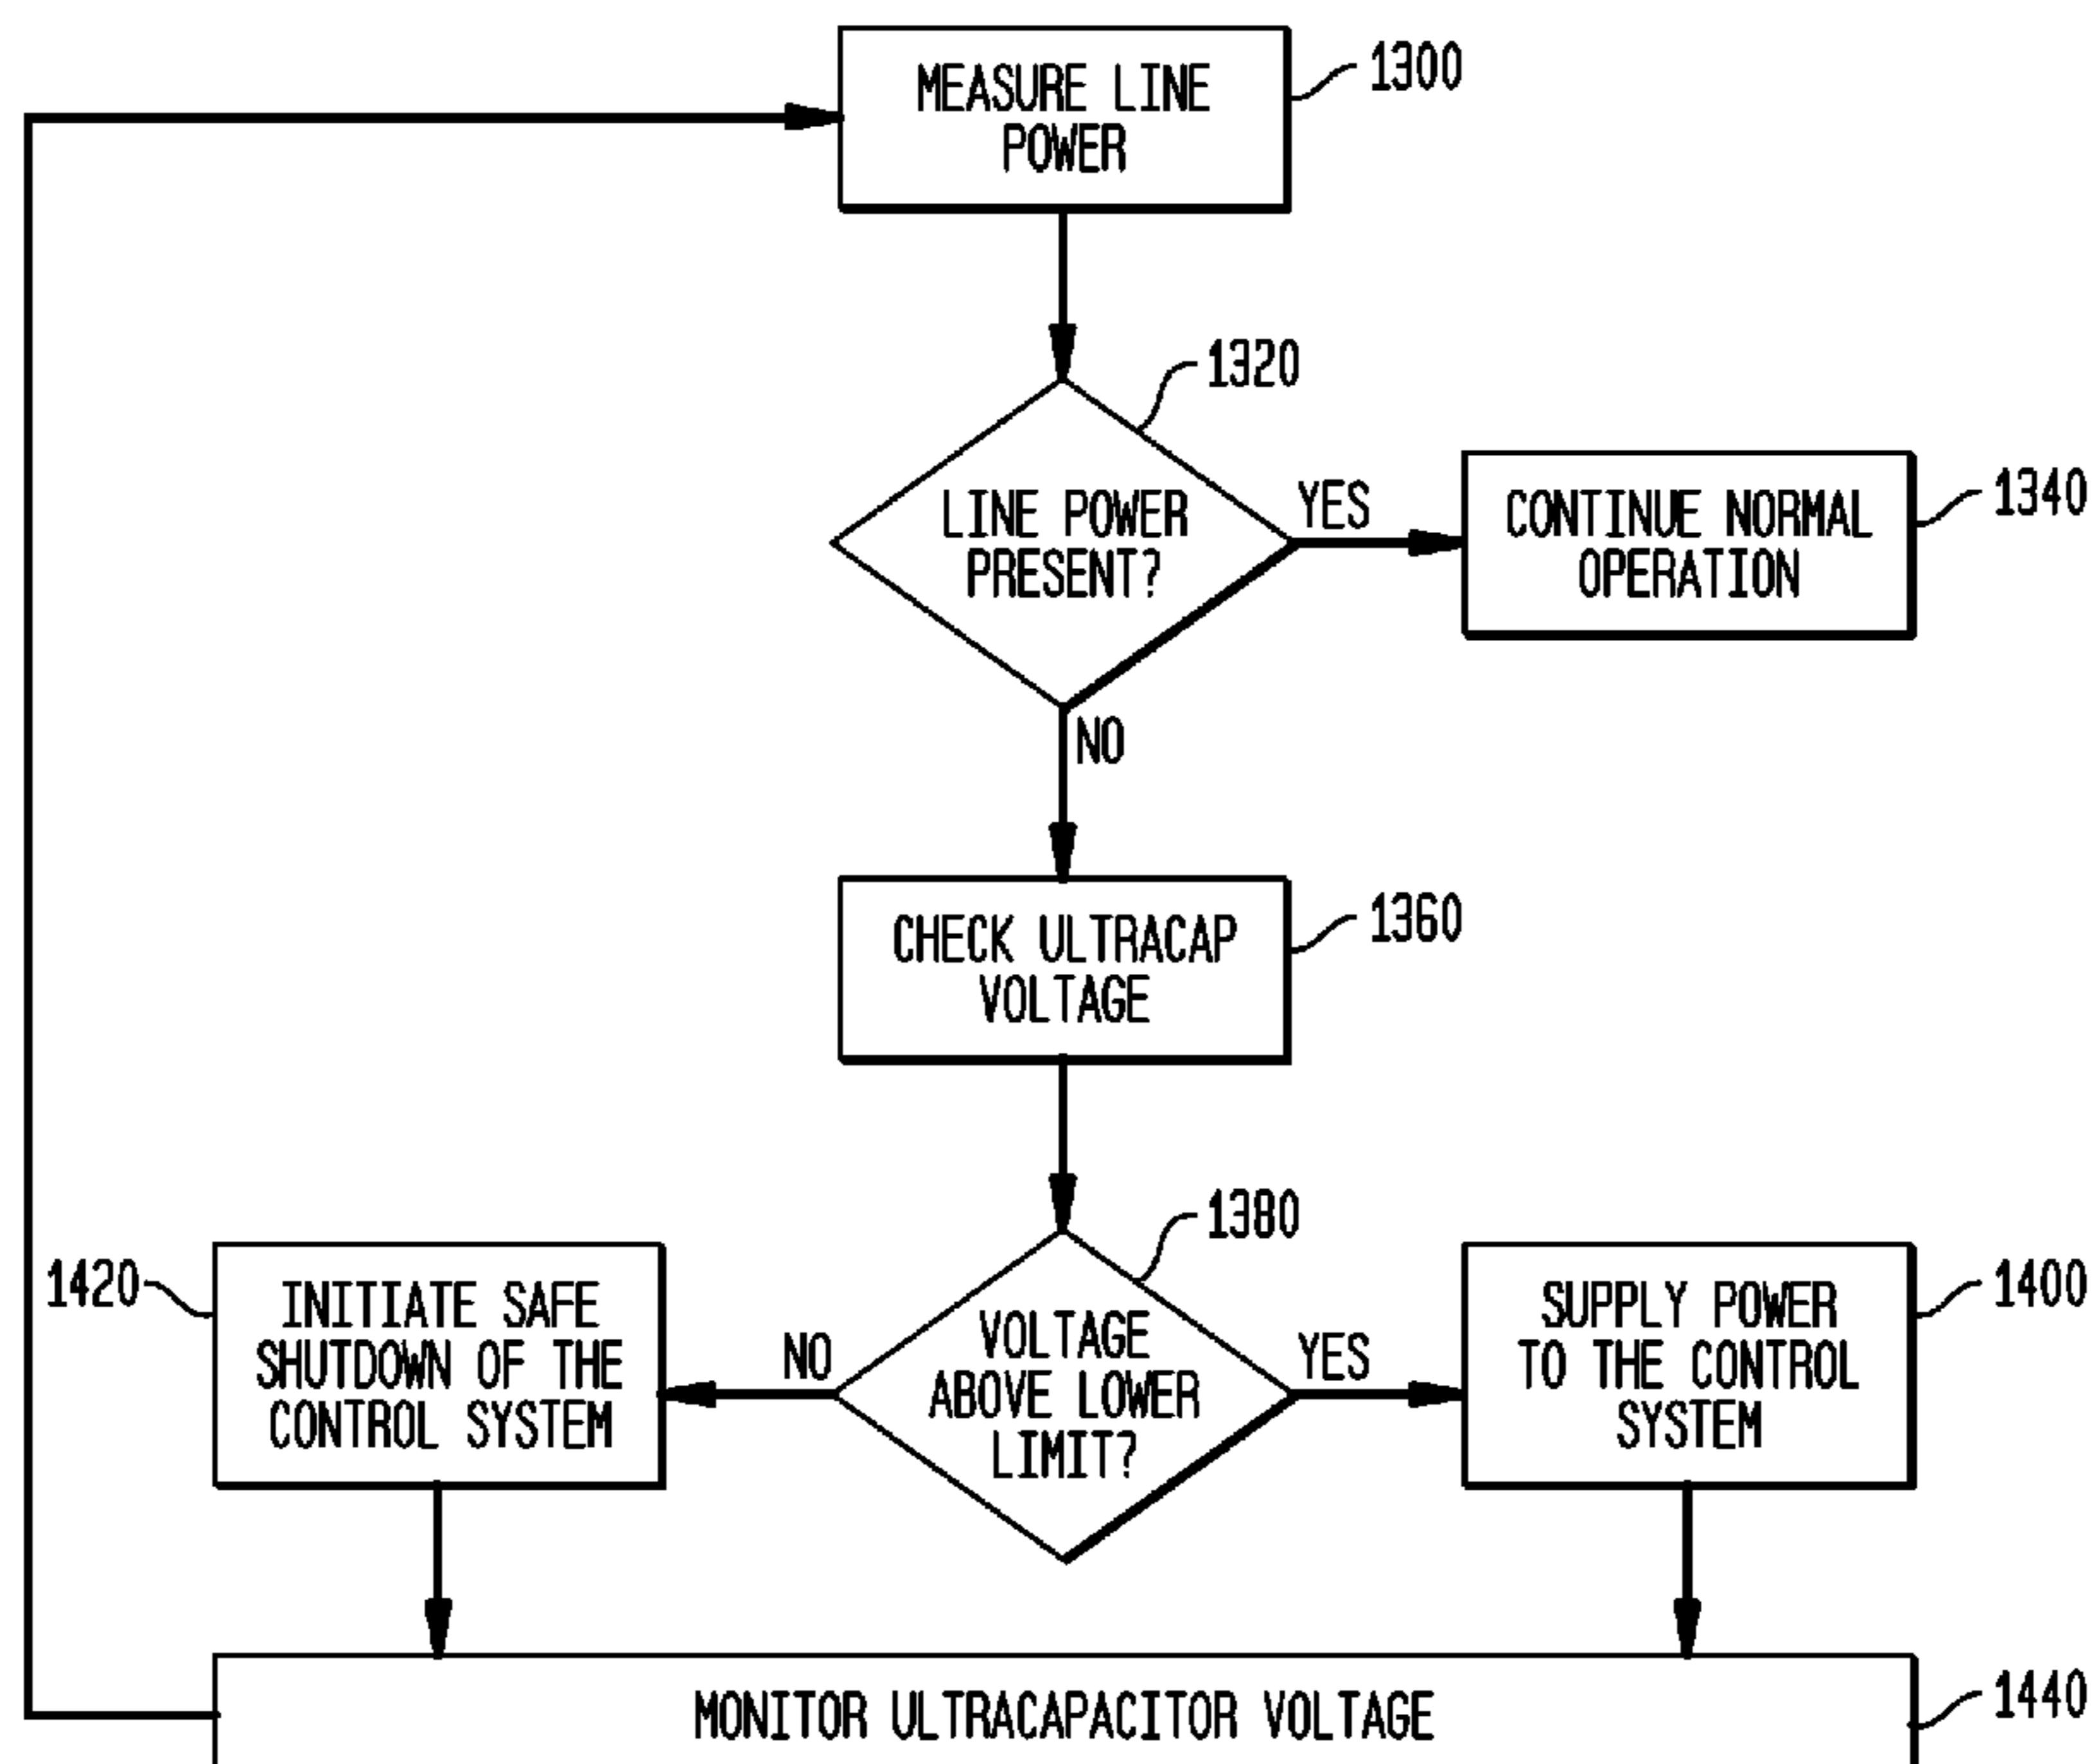 MEASURE LINE
POWER
1300
1320
LINE POWER
PRESENT?
YES
CONTINUE NORMAL
OPERATION
1340
NO
CHECK ULTRACAP
VOLTAGE
1360
1380
1420
INITIATE SAFE
SHUTDOWN OF THE
CONTROL SYSTEM
NO
VOLTAGE
ABOVE LOWER
LIMIT?
YES
SUPPLY POWER
TO THE CONTROL
SYSTEM
1400
MONITOR ULTRACAPACITOR VOLTAGE
1440